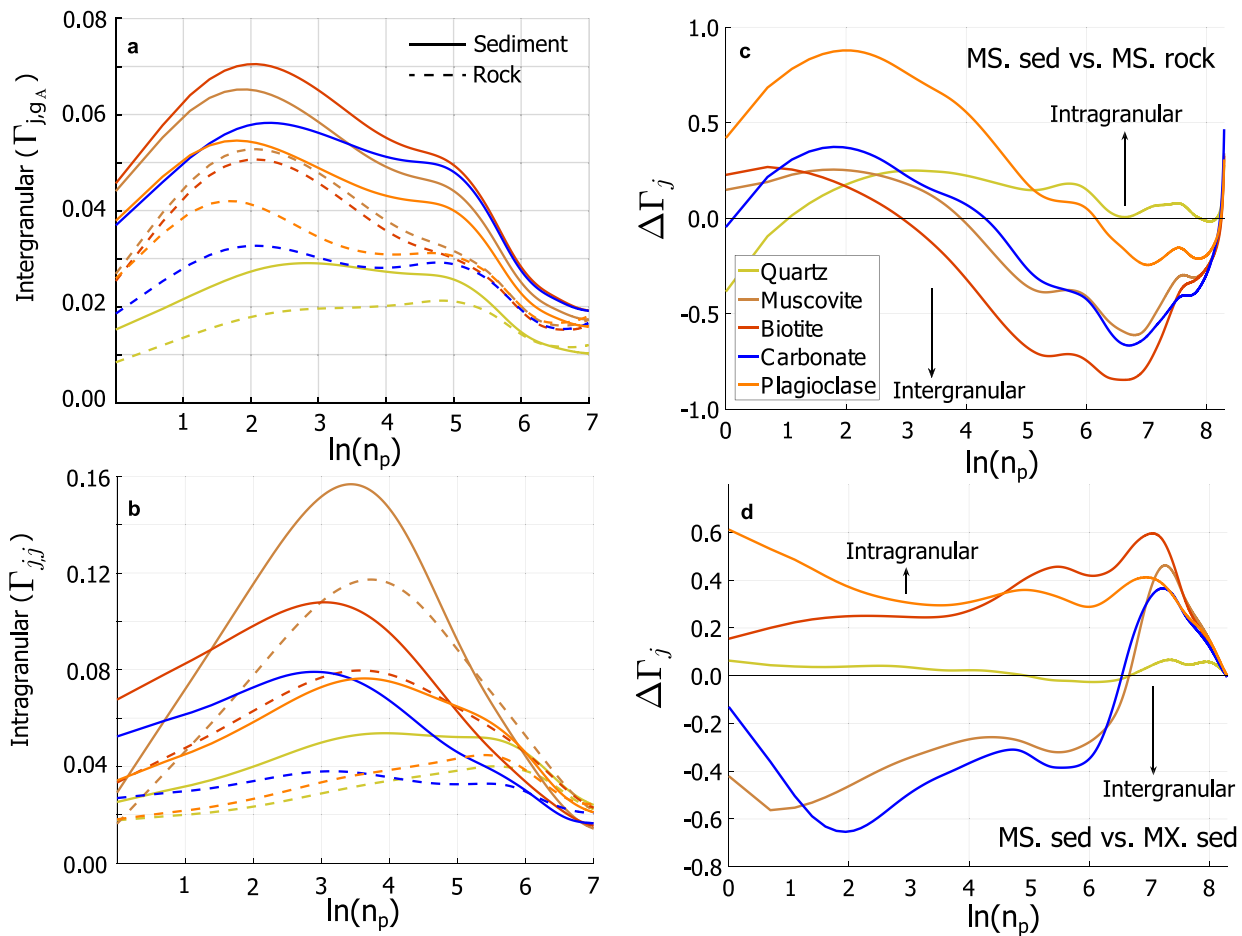 a
Sediment
Rock
Intergranular (Γj,gA)
0.08
0.06
0.04
0.02
0.00
1 2 3 4 5 6 7
ln(np)
b
Intragranular (Γj,j)
0.16
0.12
0.08
0.04
0.00
1 2 3 4 5 6 7
ln(np)
c
MS. sed vs. MS. rock
Intragranular
Intergranular
Quartz
Muscovite
Biotite
Carbonate
Plagioclase
ΔΓj
1.0
0.5
0.0
-0.5
-1.0
0 1 2 3 4 5 6 7 8
ln(np)
d
Intragranular
Intergranular
MS. sed vs. MX. sed
ΔΓj
0.6
0.4
0.2
0.0
-0.2
-0.4
-0.6
-0.8
0 1 2 3 4 5 6 7 8
ln(np)